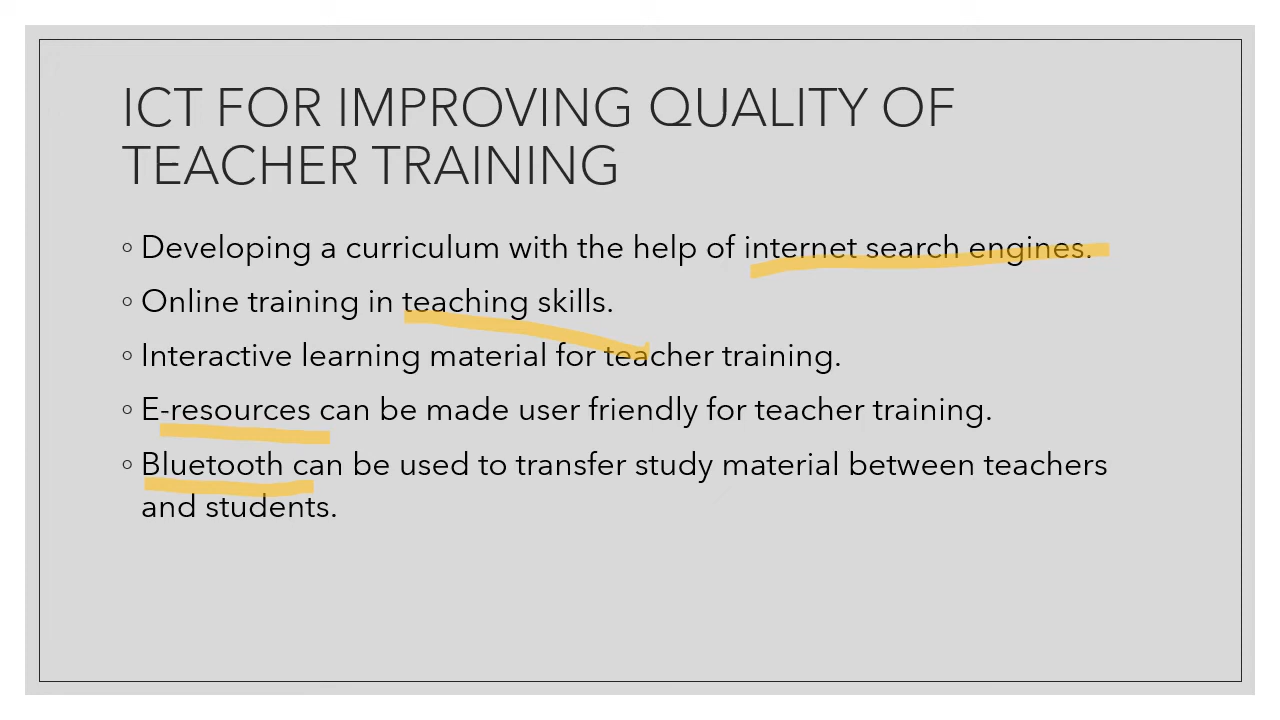 ICT FOR IMPROVING QUALITY OF
TEACHER TRAINING
◦ Developing a curriculum with the help of internet search engines.
◦ Online training in teaching skills.
◦ Interactive learning material for teacher training.
◦ E-resources can be made user friendly for teacher training.
◦ Bluetooth can be used to transfer study material between teachers
and students.